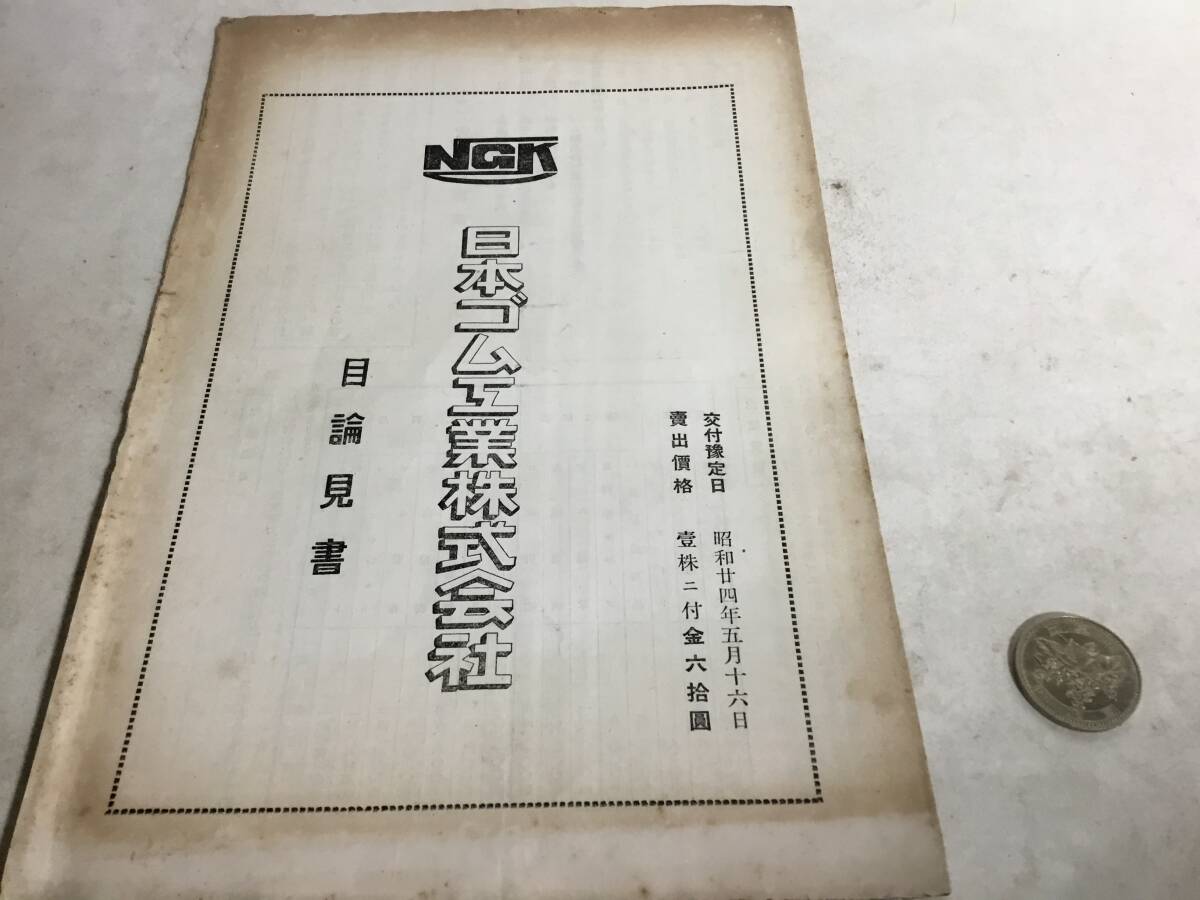 交付豫定日 昭和廿四年五月十六日
賣出價格 壹株ニ付金六拾圓
NGK
日本ゴム工業株式会社
目論見書